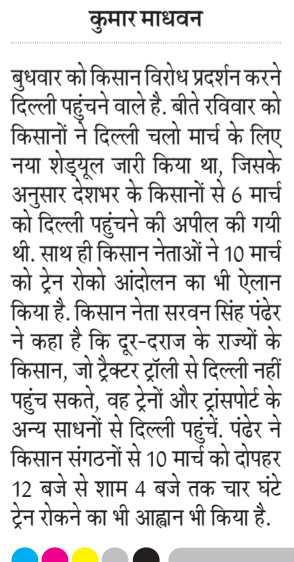 कुमार माधवन
बुधवार को किसान विरोध प्रदर्शन करने
दिल्ली पहुंचने वाले है. बीते रविवार को
किसानों ने दिल्ली चलो मार्च के लिए
नया शेड्यूल जारी किया था, जिसके
अनुसार देशभर के किसानों से 6 मार्च
को दिल्ली पहुंचने की अपील की गयी
थी. साथ ही किसान नेताओं ने 10 मार्च
को ट्रेन रोको आंदोलन का भी ऐलान
किया है. किसान नेता सरवन सिंह पंढेर
ने कहा है कि दूर-दराज के राज्यों के
किसान, जो ट्रैक्टर ट्रॉली से दिल्ली नहीं
पहुंच सकते, वह ट्रेनों और ट्रांसपोर्ट के
अन्य साधनों से दिल्ली पहुंचें. पंढेर ने
किसान संगठनों से 10 मार्च को दोपहर
12 बजे से शाम 4 बजे तक चार घंटे
ट्रेन रोकने का भी आह्वान भी किया है.